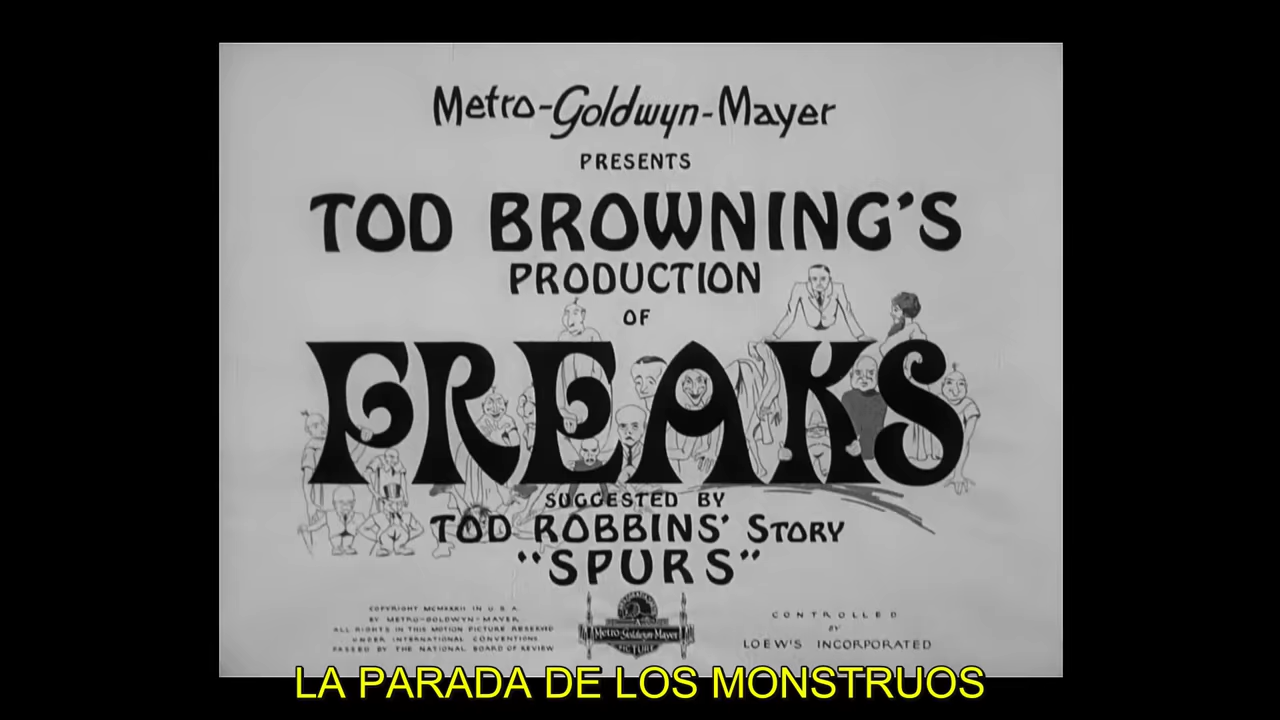 Metro-Goldwyn-Mayer
PRESENTS
TOD BROWNING'S
PRODUCTION
OF
FREAKS
SUGGESTED BY
TOD ROBBINS' STORY
"SPURS"
COPYRIGHT MCMXXXII IN U.S.A.
BY METRO-GOLDWYN-MAYER
ALL RIGHTS IN THIS MOTION PICTURE RESERVED
UNDER INTERNATIONAL CONVENTIONS
PASSED BY THE NATIONAL BOARD OF REVIEW
A
Metro-Goldwyn-Mayer
PICTURE
CONTROLLED
BY
LOEW'S INCORPORATED
LA PARADA DE LOS MONSTRUOS